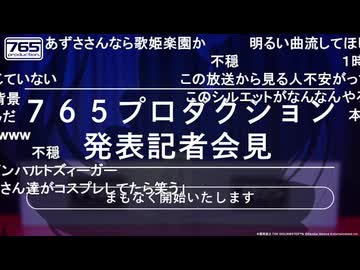 765
production
あずささんなら歌姫楽園か
明るい曲流してほ
じていない
不穏
1時
この放送から見る人不安がっ
背景
このシルエットがなんなんや
765プロダクション
んだ
本
www
発表記者会見
不穏
ンバルトズィーガー
さん達がコスプレしてたら笑う」
まもなく開始いたします